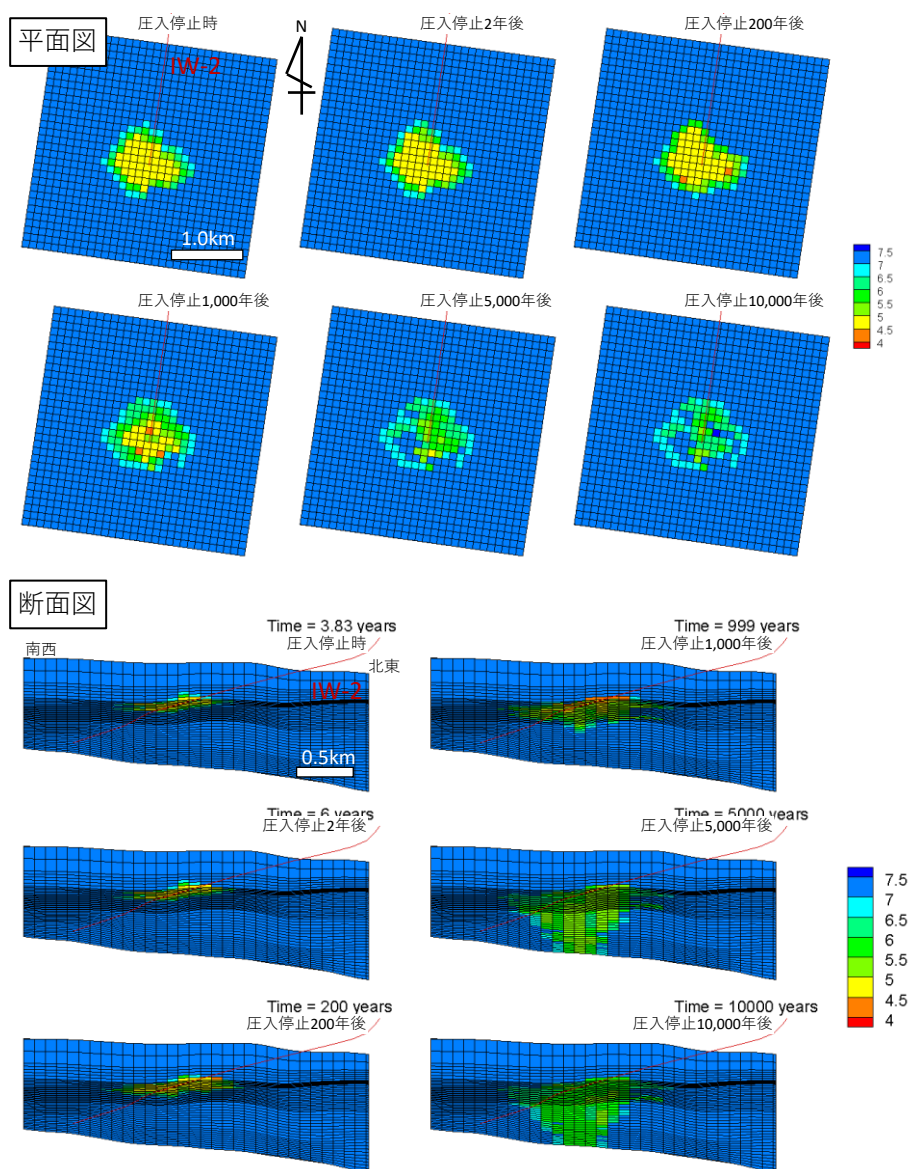 平面図
圧入停止時
圧入停止2年後
圧入停止200年後
IW-2
N
1.0km
圧入停止1,000年後
圧入停止5,000年後
圧入停止10,000年後
7.5
7
6.5
6
5.5
5
4.5
4
断面図
Time = 3.83 years
圧入停止時
南西
北東
IW-2
0.5km
Time = 999 years
圧入停止1,000年後
Time = 6 years
圧入停止2年後
Time = 5000 years
圧入停止5,000年後
Time = 200 years
圧入停止200年後
Time = 10000 years
圧入停止10,000年後
7.5
7
6.5
6
5.5
5
4.5
4